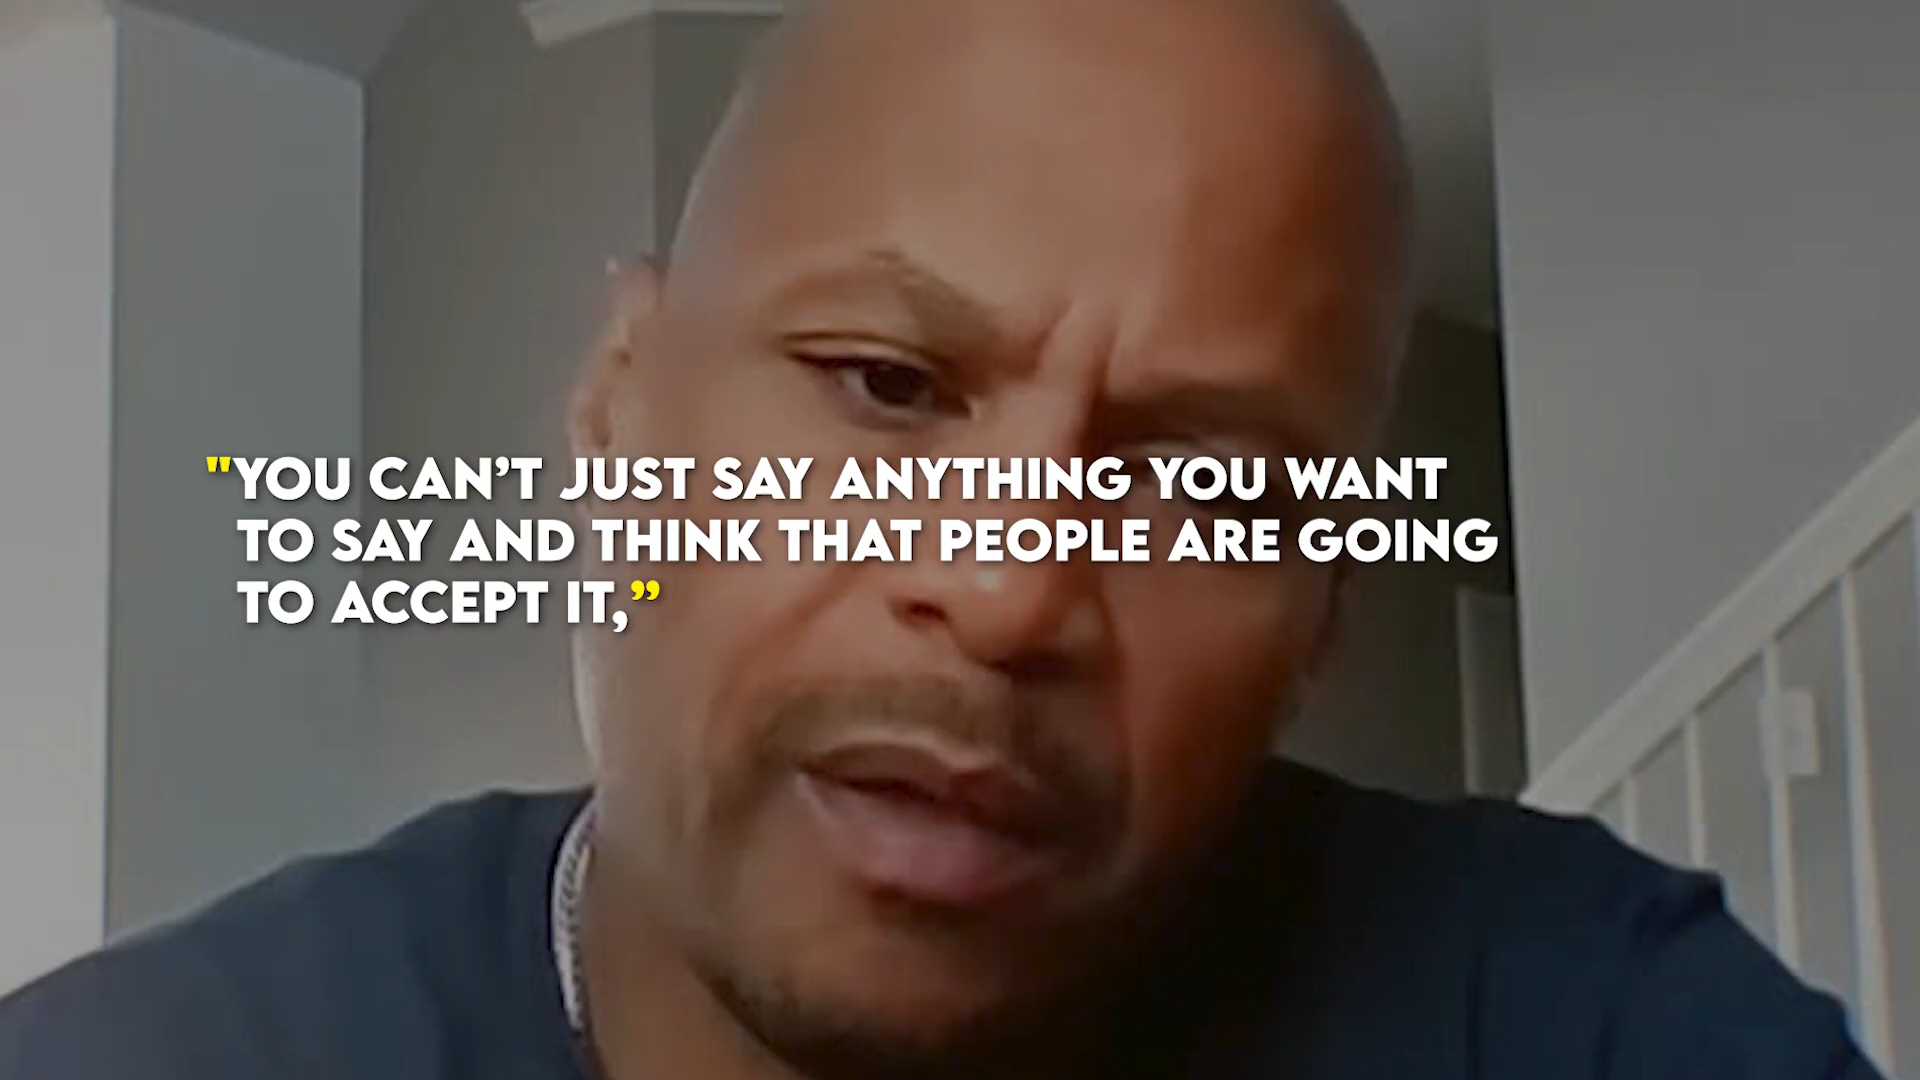 "YOU CAN’T JUST SAY ANYTHING YOU WANT
TO SAY AND THINK THAT PEOPLE ARE GOING
TO ACCEPT IT,”